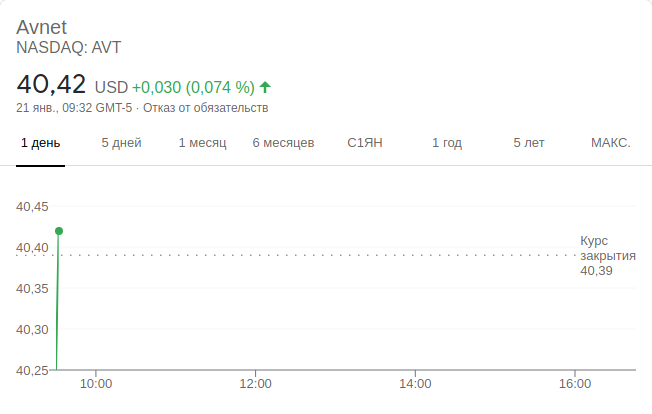 Avnet
NASDAQ: AVT
40,42 USD +0,030 (0,074 %)
21 янв., 09:32 GMT-5 · Отказ от обязательств
1 день 5 дней 1 месяц 6 месяцев С1ЯН 1 год 5 лет МАКС.
40,45
40,40
40,35
40,30
40,25
Курс
закрытия
40,39
10:00 12:00 14:00 16:00